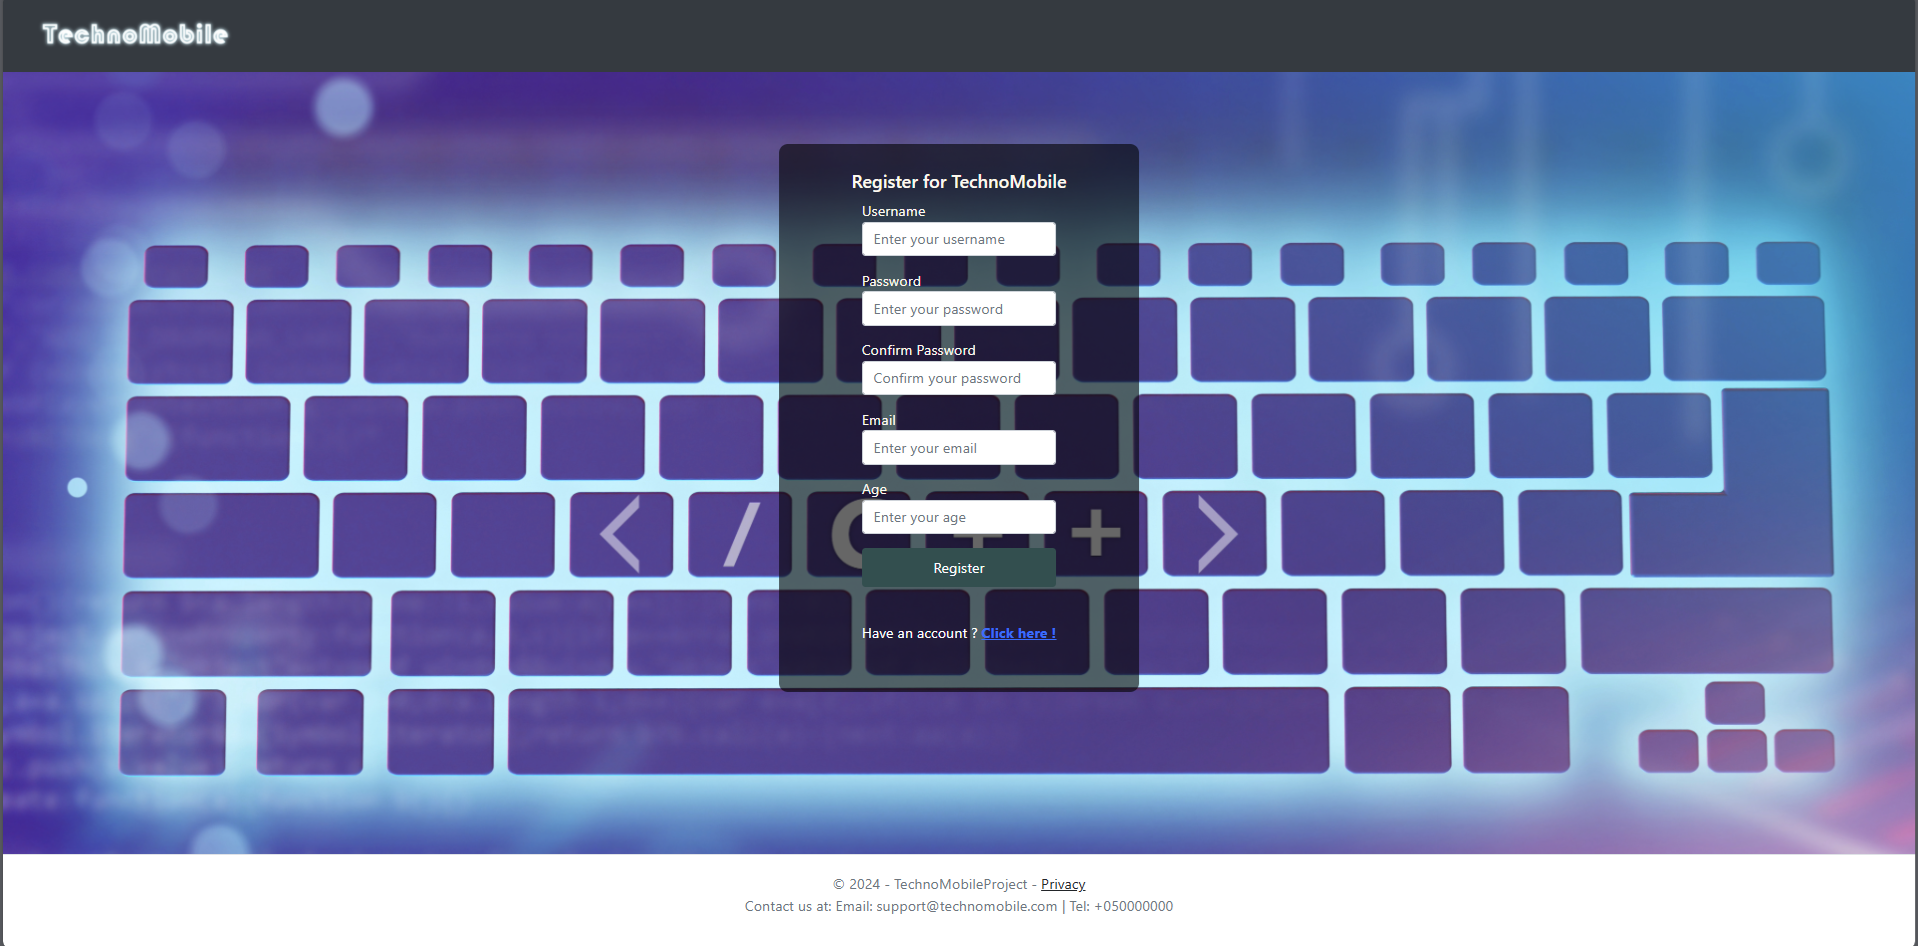 TechnoMobile
Register for TechnoMobile
Username
Enter your username
Password
Enter your password
Confirm Password
Confirm your password
Email
Enter your email
Age
Enter your age
< / C + + >
Register
Have an account ? Click here !
© 2024 - TechnoMobileProject - Privacy
Contact us at: Email: support@technomobile.com | Tel: +050000000